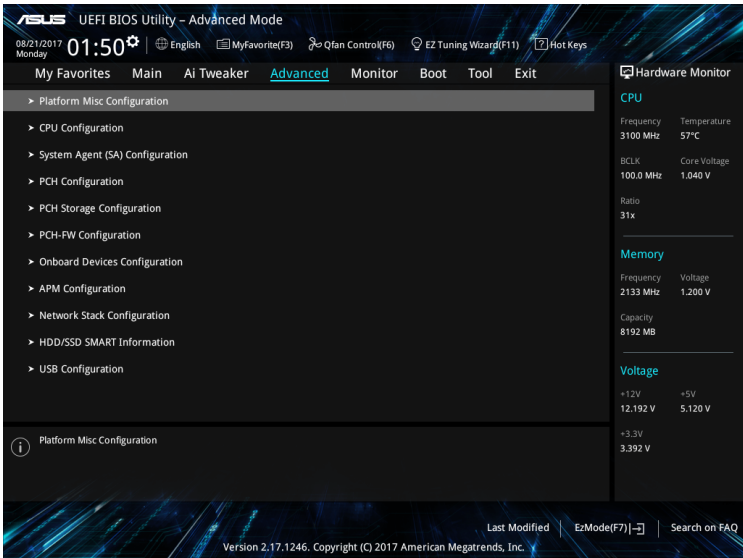 ASUS UEFI BIOS Utility – Advanced Mode
08/21/2017
Monday
01:50
English
MyFavorite(F3)
Qfan Control(F6)
EZ Tuning Wizard(F11)
? Hot Keys
My Favorites Main Ai Tweaker Advanced Monitor Boot Tool Exit
Platform Misc Configuration
CPU Configuration
System Agent (SA) Configuration
PCH Configuration
PCH Storage Configuration
PCH-FW Configuration
Onboard Devices Configuration
APM Configuration
Network Stack Configuration
HDD/SSD SMART Information
USB Configuration
Platform Misc Configuration
Hardware Monitor
CPU
Frequency Temperature
3100 MHz 57°C
BCLK Core Voltage
100.0 MHz 1.040 V
Ratio
31x
Memory
Frequency Voltage
2133 MHz 1.200 V
Capacity
8192 MB
Voltage
+12V +5V
12.192 V 5.120 V
+3.3V
3.392 V
Last Modified
EzMode(F7)
Search on FAQ
Version 2.17.1246. Copyright (C) 2017 American Megatrends, Inc.